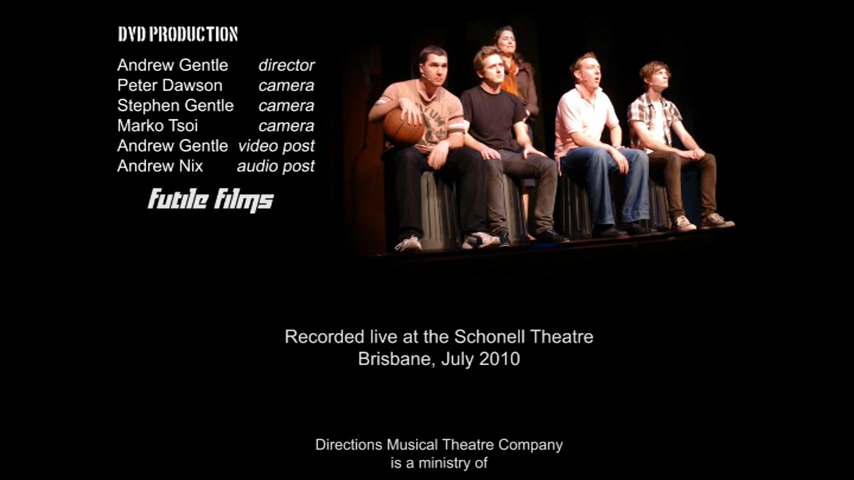 DVD PRODUCTION
Andrew Gentle director
Peter Dawson camera
Stephen Gentle camera
Marko Tsoi camera
Andrew Gentle video post
Andrew Nix audio post
Futile Films
Recorded live at the Schonell Theatre
Brisbane, July 2010
Directions Musical Theatre Company
is a ministry of